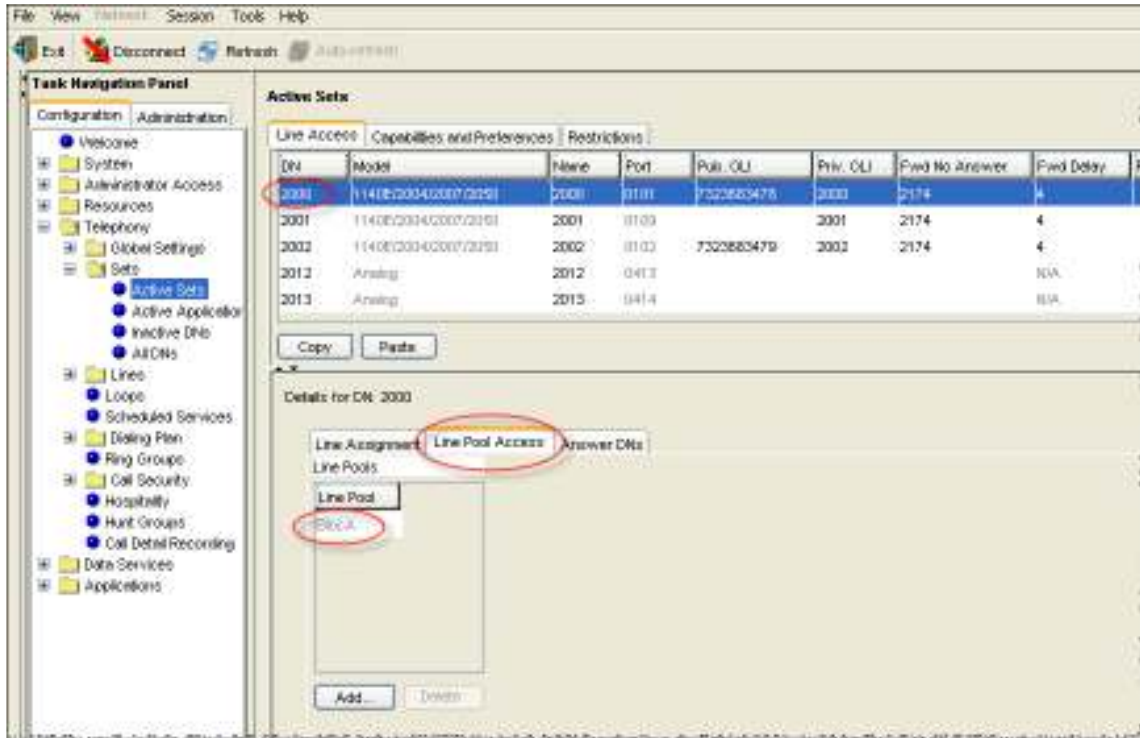 File View Network Session Tools Help
Exit Disconnect Refresh Auto-refresh
Task Navigation Panel
Configuration Administration
Welcome
System
Administrator Access
Resources
Telephony
Global Settings
Sets
Active Sets
Active Application
Inactive DNs
All DNs
Lines
Loops
Scheduled Services
Dialing Plan
Ring Groups
Call Security
Hospitality
Hunt Groups
Call Detail Recording
Data Services
Applications
Active Sets
Line Access Capabilities and Preferences Restrictions
DN Model Name Port Pub. OLI Priv. OLI Fwd No Answer Fwd Delay
2000 1140E/2004/2007/2050 2000 0101 7323883478 2000 2174 4
2001 1140E/2004/2007/2050 2001 2001 2174 4
2002 1140E/2004/2007/2050 2002 0102 7323883479 2002 2174 4
2012 Analog 2012 0413 N/A
2013 Analog 2013 0414 N/A
Copy Paste
Details for DN: 2000
Line Assignment Line Pool Access Answer DNs
Line Pools
Line Pool
Bloc A
Add... Delete